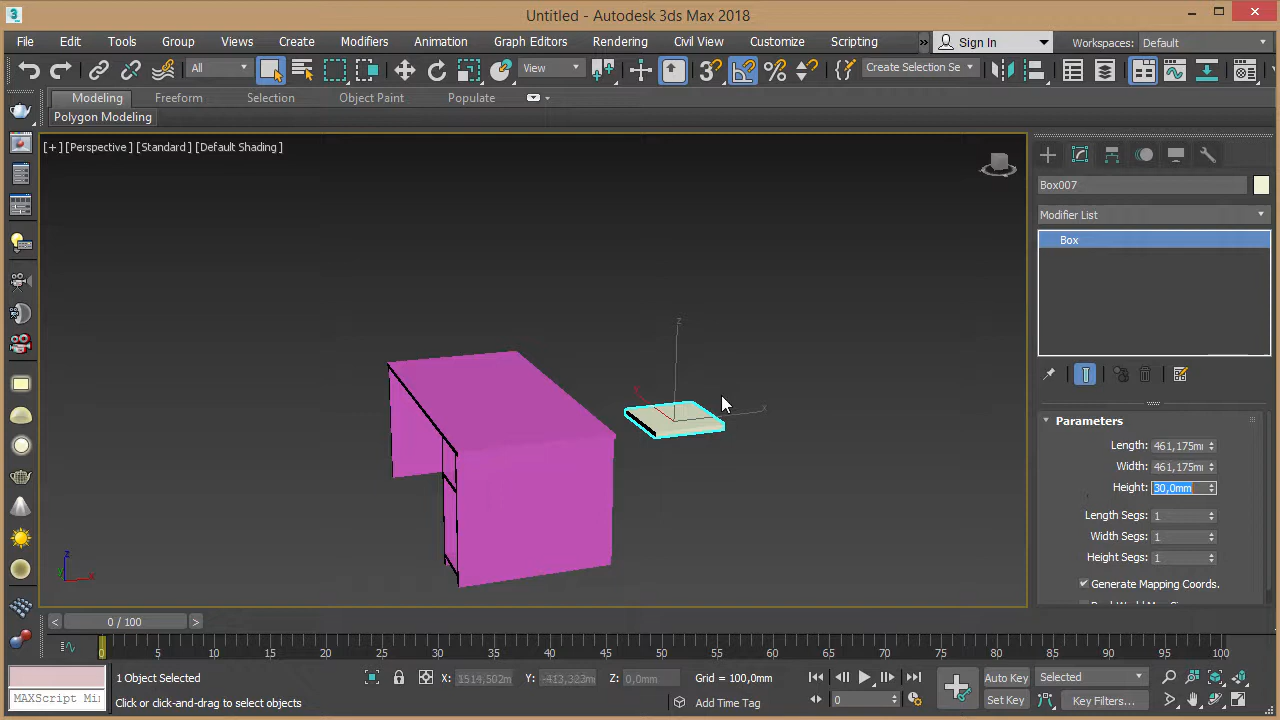 Untitled - Autodesk 3ds Max 2018
File Edit Tools Group Views Create Modifiers Animation Graph Editors Rendering Civil View Customize Scripting » Sign In Workspaces: Default
All View Create Selection Se
Modeling Freeform Selection Object Paint Populate
Polygon Modeling
[+] [Perspective] [Standard] [Default Shading]
Box007
Modifier List
Box
Parameters
Length: 461,175m
Width: 461,175m
Height: 30,0mm
Length Segs: 1
Width Segs: 1
Height Segs: 1
Generate Mapping Coords.
z
x
z
y
x
< 0 / 100 >
0 5 10 15 20 25 30 35 40 45 50 55 60 65 70 75 80 85 90 95 100
1 Object Selected X: 1514,502m Y: -413,322m Z: 0,0mm Grid = 100,0mm Auto Key Selected
MAXScript Mi Click or click-and-drag to select objects Add Time Tag 0 Set Key Key Filters...